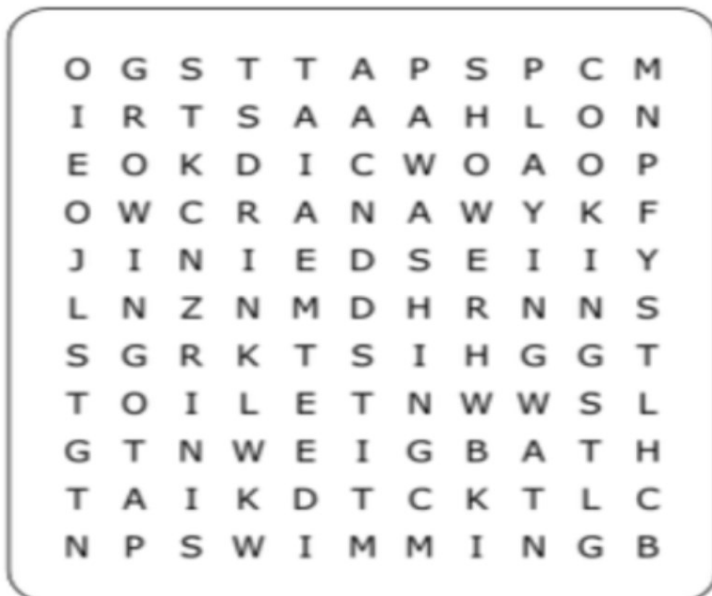 O G S T T A P S P C M
I R T S A A A H L O N
E O K D I C W O A O P
O W C R A N A W Y K F
J I N I E D S E I I Y
L N Z N M D H R N N S
S G R K T S I H G G T
T O I L E T N W W S L
G T N W E I G B A T H
T A I K D T C K T L C
N P S W I M M I N G B